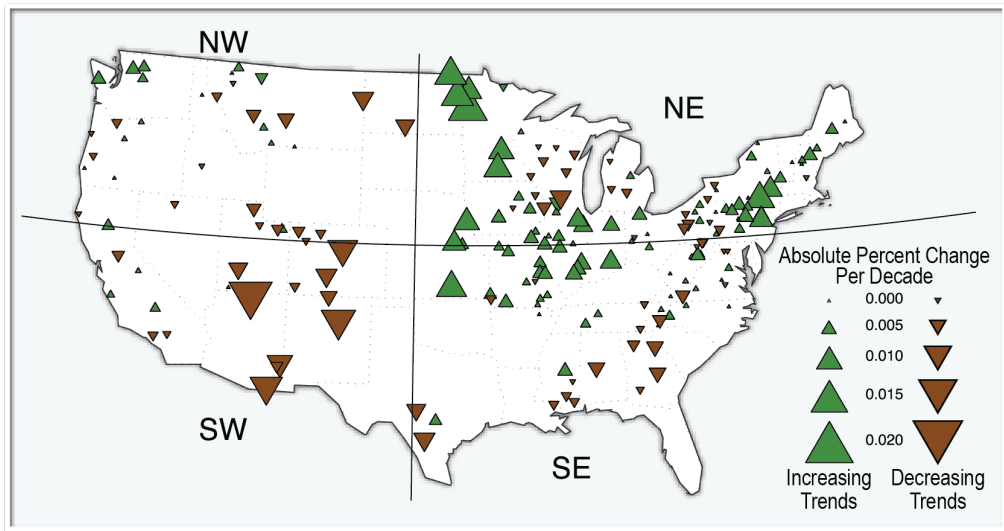 NW
NE
Absolute Percent Change
Per Decade
0.000
0.005
0.010
0.015
0.020
SW
SE
Increasing Decreasing
Trends Trends